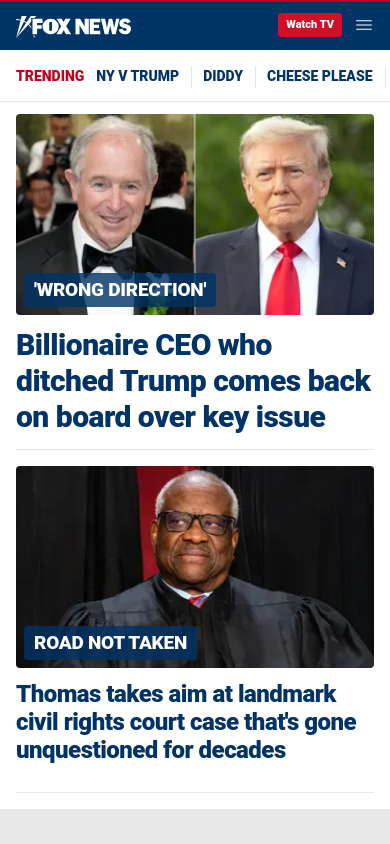 FOX NEWS
Watch TV
TRENDING NY V TRUMP DIDDY CHEESE PLEASE
'WRONG DIRECTION'
Billionaire CEO who
ditched Trump comes back
on board over key issue
ROAD NOT TAKEN
Thomas takes aim at landmark
civil rights court case that's gone
unquestioned for decades